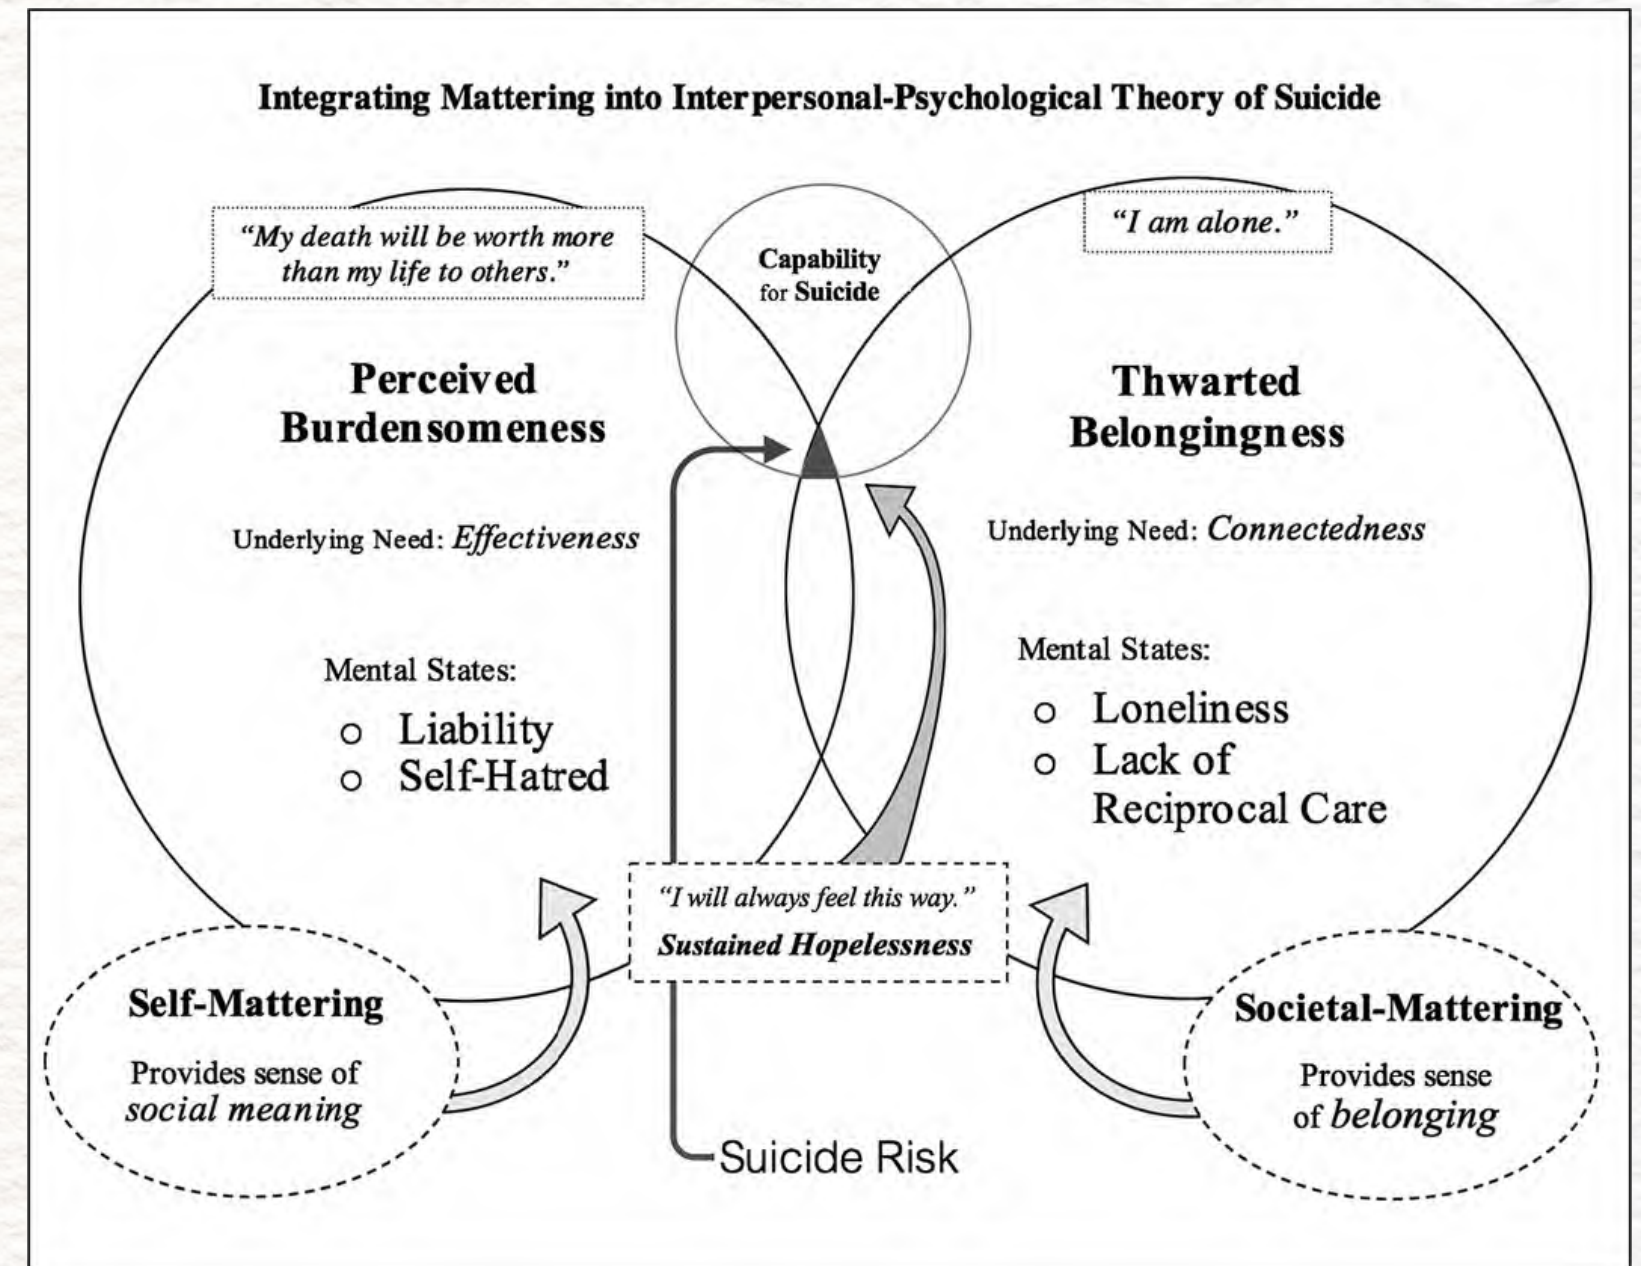 Integrating Mattering into Interpersonal-Psychological Theory of Suicide
“My death will be worth more
than my life to others.”
Capability
for Suicide
“I am alone.”
Perceived
Burdensomeness
Thwarted
Belongingness
Underlying Need: Effectiveness
Underlying Need: Connectedness
Mental States:
Liability
Self-Hatred
Mental States:
Loneliness
Lack of
Reciprocal Care
“I will always feel this way.”
Sustained Hopelessness
Self-Mattering
Provides sense of
social meaning
Societal-Mattering
Provides sense
of belonging
Suicide Risk